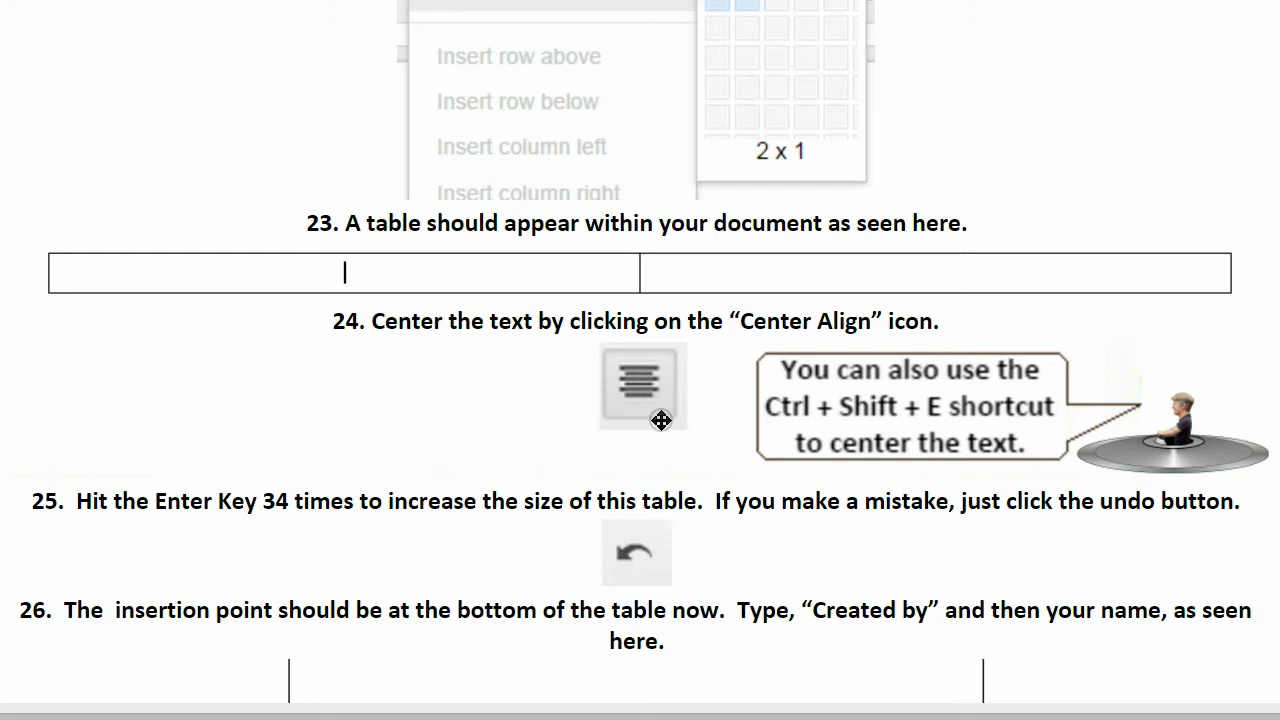 Insert row above
Insert row below
Insert column left
Insert column right
2 x 1
23. A table should appear within your document as seen here.
24. Center the text by clicking on the “Center Align” icon.
You can also use the
Ctrl + Shift + E shortcut
to center the text.
25.  Hit the Enter Key 34 times to increase the size of this table.  If you make a mistake, just click the undo button.
26.  The  insertion point should be at the bottom of the table now.  Type, “Created by” and then your name, as seen
here.